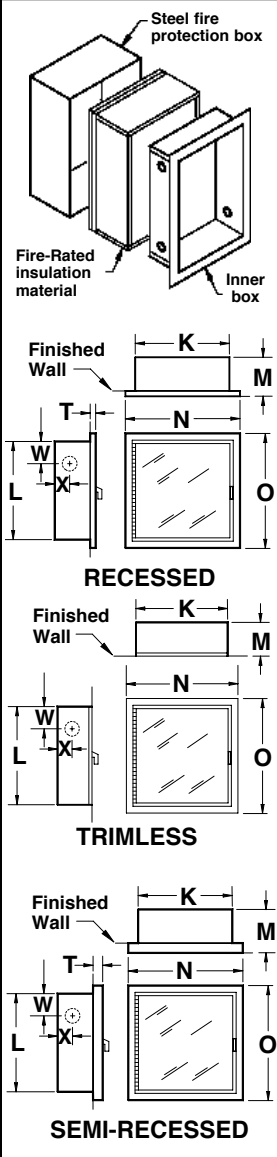 Steel fire
protection box
Fire-Rated
insulation
material
Inner
box
Finished
Wall
K
M
T
N
W
X
L
O
RECESSED
Finished
Wall
K
M
N
W
X
L
O
TRIMLESS
Finished
Wall
K
M
T
N
W
X
L
O
SEMI-RECESSED